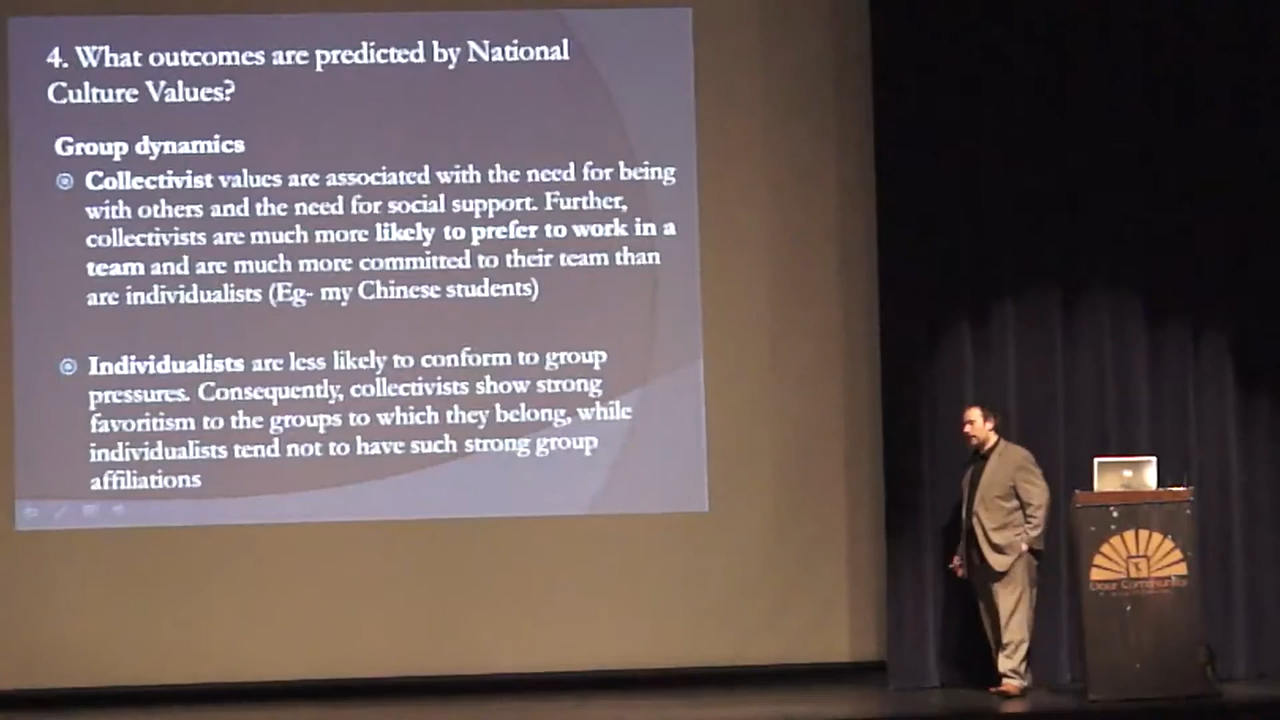 4. What outcomes are predicted by National
Culture Values?
Group dynamics
Collectivist values are associated with the need for being
with others and the need for social support. Further,
collectivists are much more likely to prefer to work in a
team and are much more committed to their team than
are individualists (Eg- my Chinese students)
Individualists are less likely to conform to group
pressures. Consequently, collectivists show strong
favoritism to the groups to which they belong, while
individualists tend not to have such strong group
affiliations